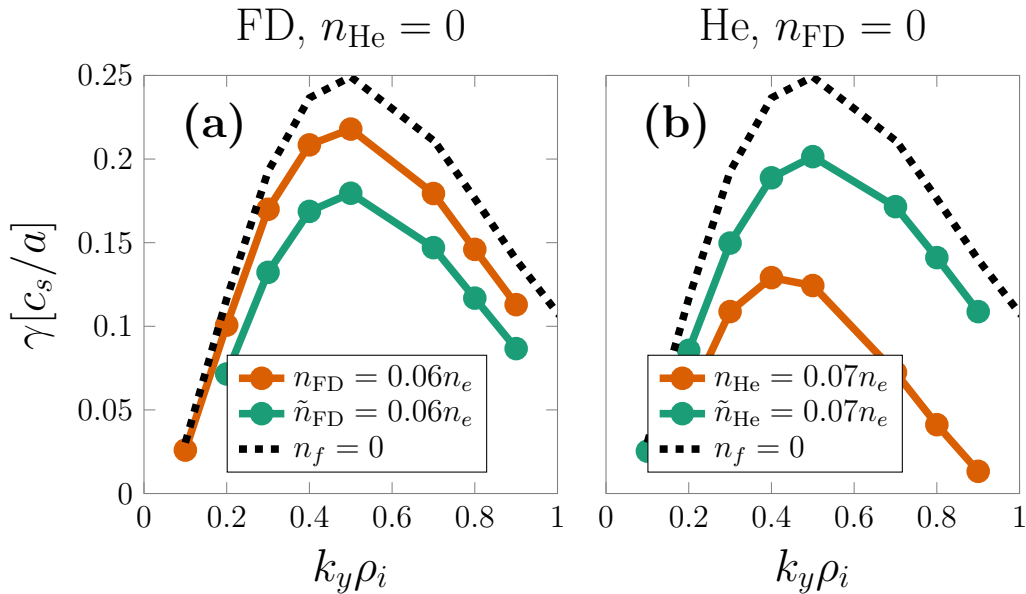 FD, n_He = 0
He, n_FD = 0
(a)
(b)
γ[c_s/a]
0.25
0.2
0.15
0.1
0.05
0
0 0.2 0.4 0.6 0.8 1
0.2 0.4 0.6 0.8 1
k_yρ_i
k_yρ_i
n_FD = 0.06n_e
ñ_FD = 0.06n_e
n_f = 0
n_He = 0.07n_e
ñ_He = 0.07n_e
n_f = 0